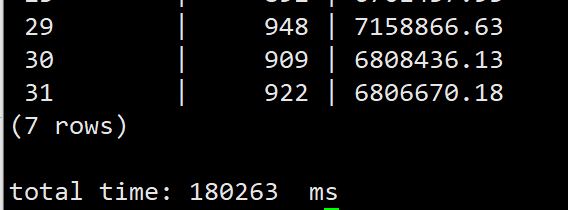 29 | 948 | 7158866.63
30 | 909 | 6808436.13
31 | 922 | 6806670.18
(7 rows)
total time: 180263 ms